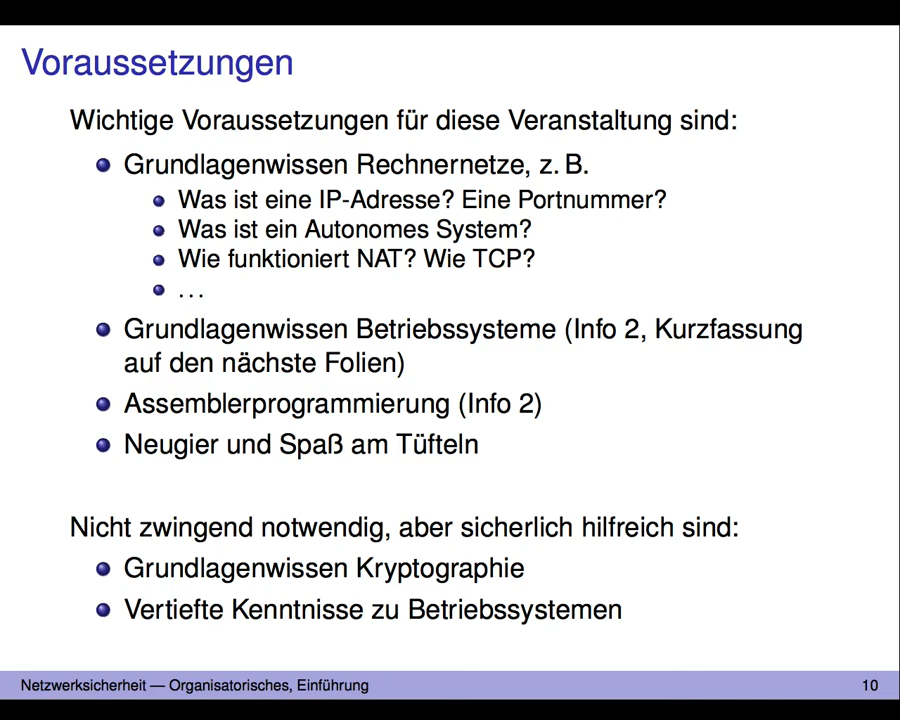 Voraussetzungen
Wichtige Voraussetzungen für diese Veranstaltung sind:
Grundlagenwissen Rechnernetze, z. B.
Was ist eine IP-Adresse? Eine Portnummer?
Was ist ein Autonomes System?
Wie funktioniert NAT? Wie TCP?
. . .
Grundlagenwissen Betriebssysteme (Info 2, Kurzfassung
auf den nächste Folien)
Assemblerprogrammierung (Info 2)
Neugier und Spaß am Tüfteln
Nicht zwingend notwendig, aber sicherlich hilfreich sind:
Grundlagenwissen Kryptographie
Vertiefte Kenntnisse zu Betriebssystemen
Netzwerksicherheit — Organisatorisches, Einführung 10